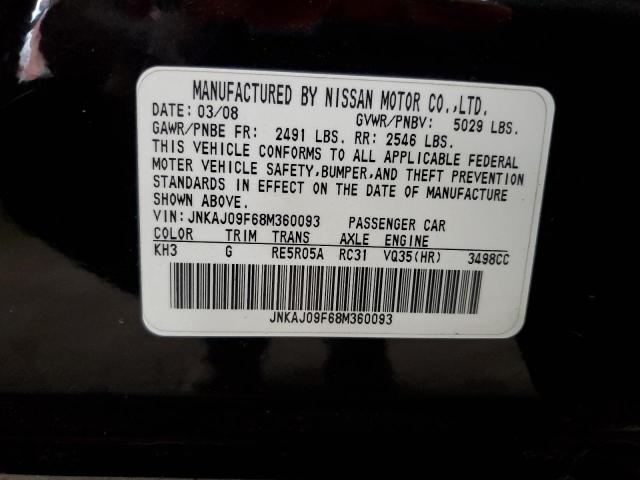 MANUFACTURED BY NISSAN MOTOR CO.,LTD.
DATE: 03/08 GVWR/PNBV: 5029 LBS.
GAWR/PNBE FR: 2491 LBS. RR: 2546 LBS.
THIS VEHICLE CONFORMS TO ALL APPLICABLE FEDERAL
MOTER VEHICLE SAFETY,BUMPER,AND THEFT PREVENTION
STANDARDS IN EFFECT ON THE DATE OF MANUFACTURE
SHOWN ABOVE.
VIN: JNKAJ09F68M360093 PASSENGER CAR
COLOR TRIM TRANS AXLE ENGINE
KH3 G RE5R05A RC31 VQ35(HR) 3498CC
JNKAJ09F68M360093